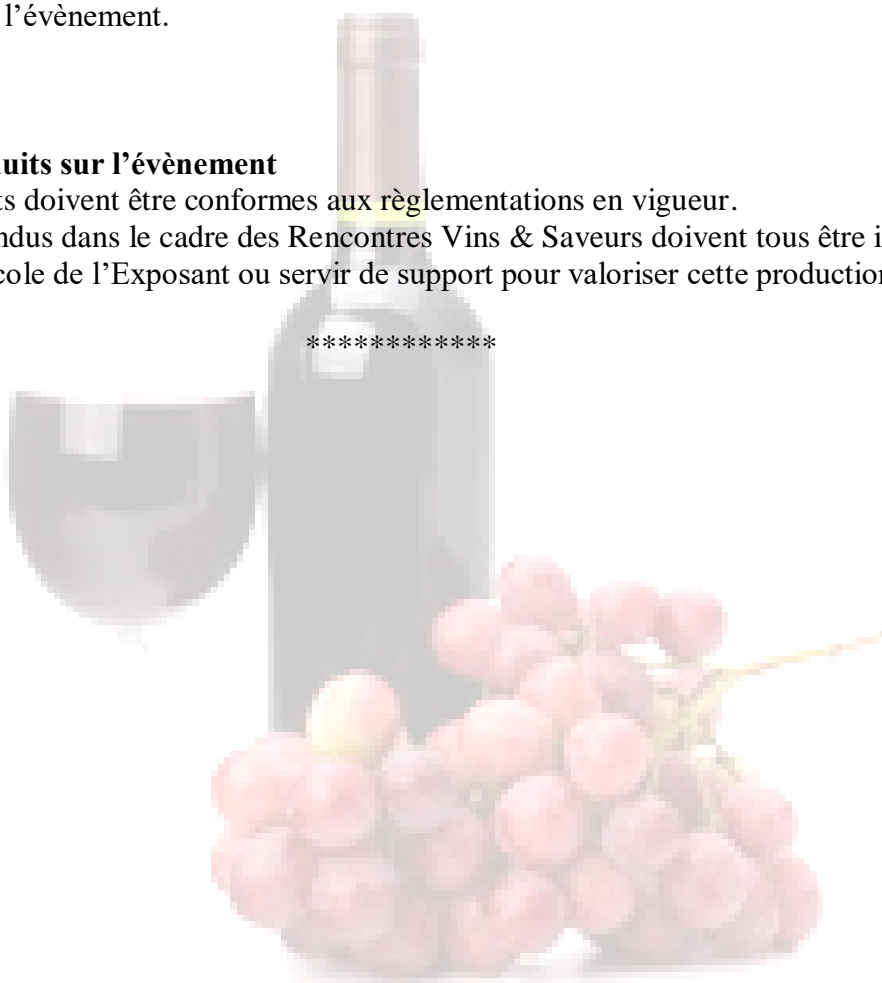 l’évènement.
uits sur l’évènement
ts doivent être conformes aux règlementations en vigueur.
ndus dans le cadre des Rencontres Vins & Saveurs doivent tous être i
cole de l’Exposant ou servir de support pour valoriser cette production
************